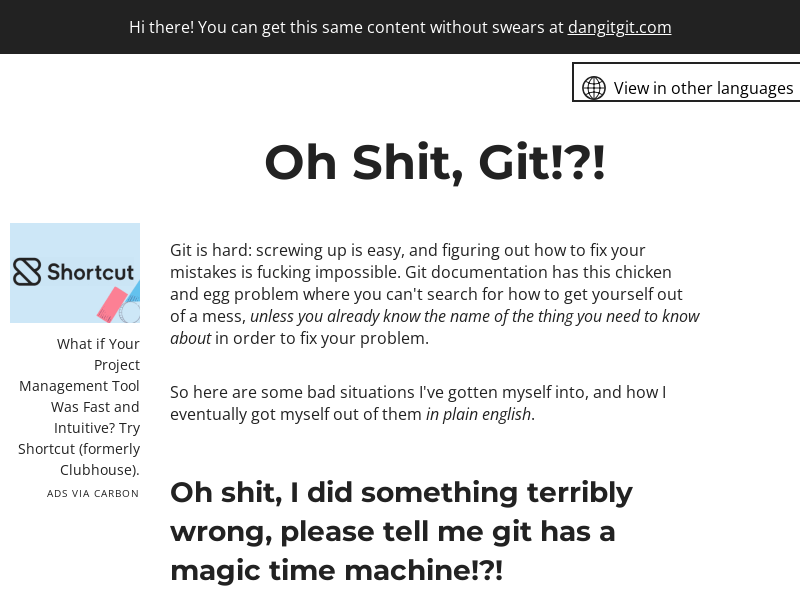 Hi there! You can get this same content without swears at dangitgit.com
View in other languages
Oh Shit, Git!?!
Shortcut
What if Your
Project
Management Tool
Was Fast and
Intuitive? Try
Shortcut (formerly
Clubhouse).
ADS VIA CARBON
Git is hard: screwing up is easy, and figuring out how to fix your
mistakes is fucking impossible. Git documentation has this chicken
and egg problem where you can't search for how to get yourself out
of a mess, unless you already know the name of the thing you need to know
about in order to fix your problem.
So here are some bad situations I've gotten myself into, and how I
eventually got myself out of them in plain english.
Oh shit, I did something terribly
wrong, please tell me git has a
magic time machine!?!